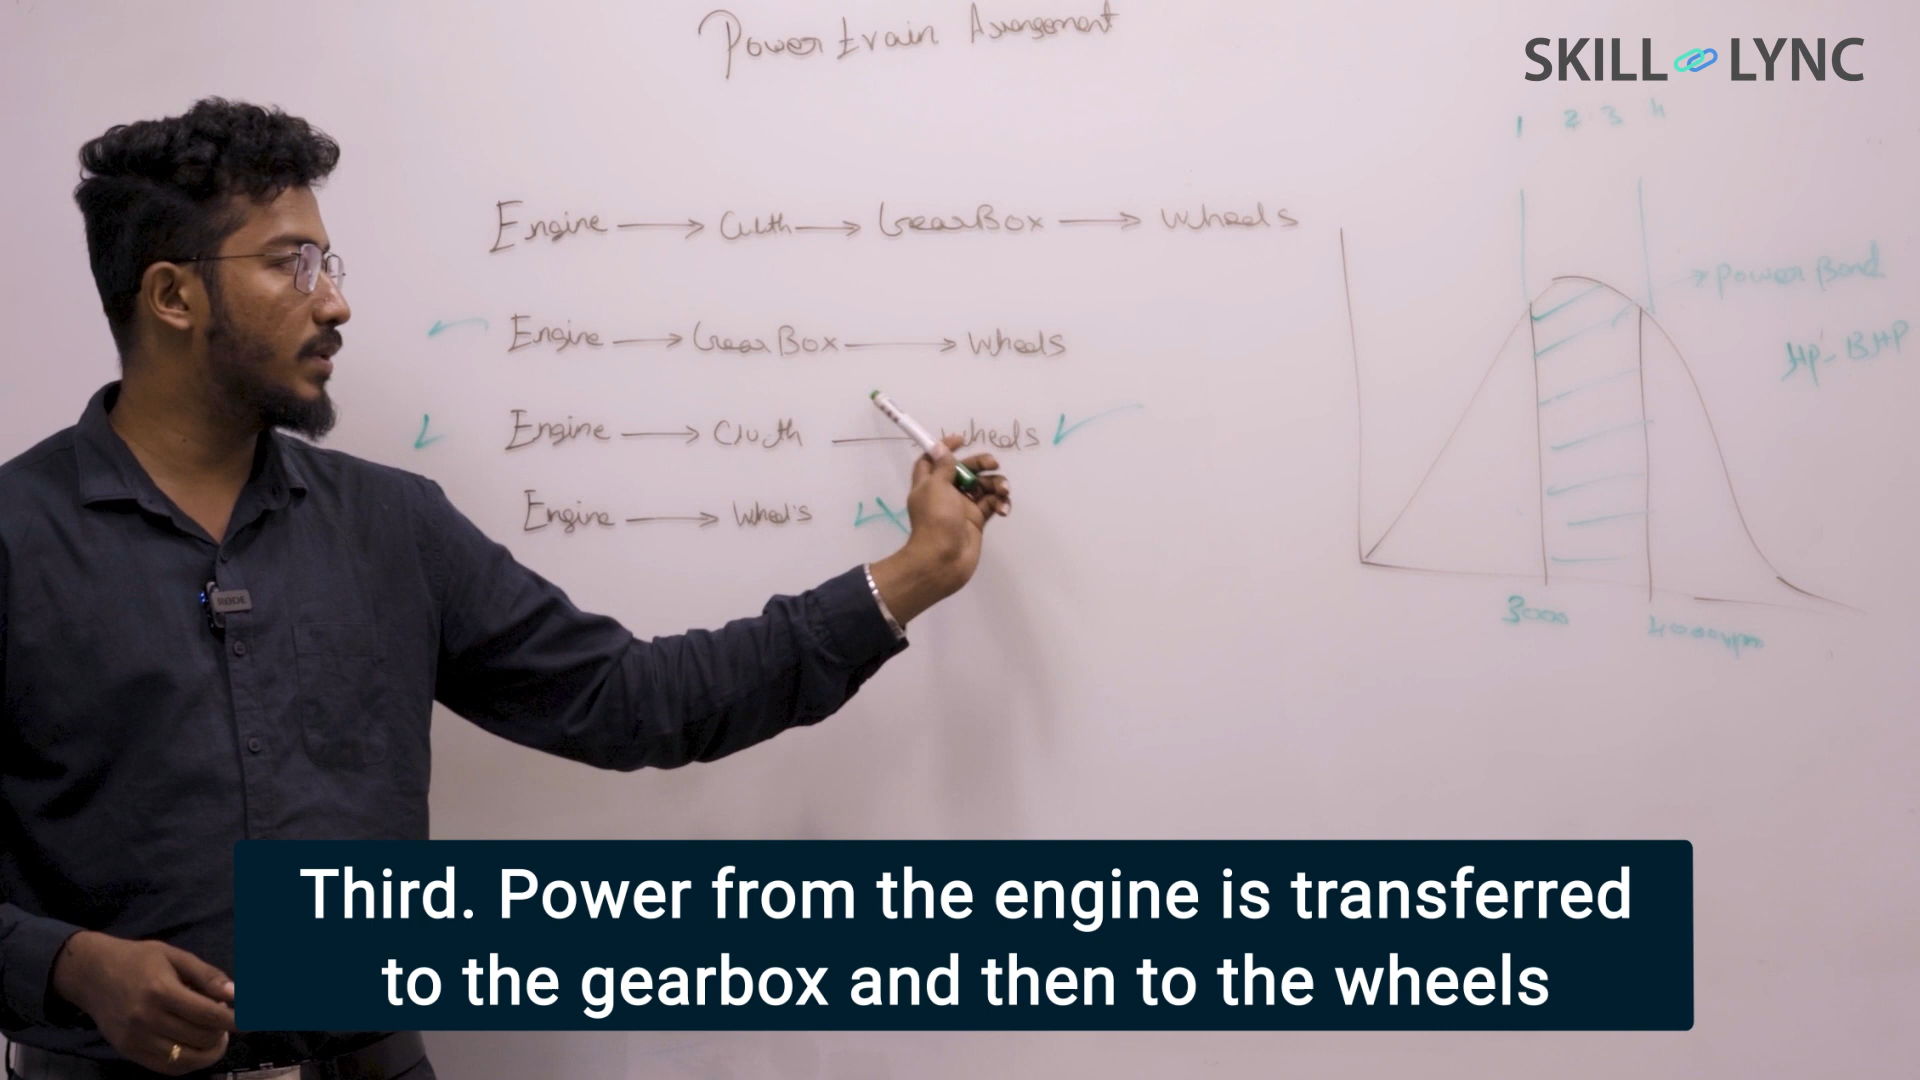 Power train Arrangement
SKILL LYNC
1 2 3 4
Engine → Cluth → GearBox → Wheels
→ Power Band
Engine → Gear Box → Wheels
HP - BHP
Engine → Cluth → Wheels
Engine → Wheels
3000 4000rpm
RØDE
Third. Power from the engine is transferred
to the gearbox and then to the wheels